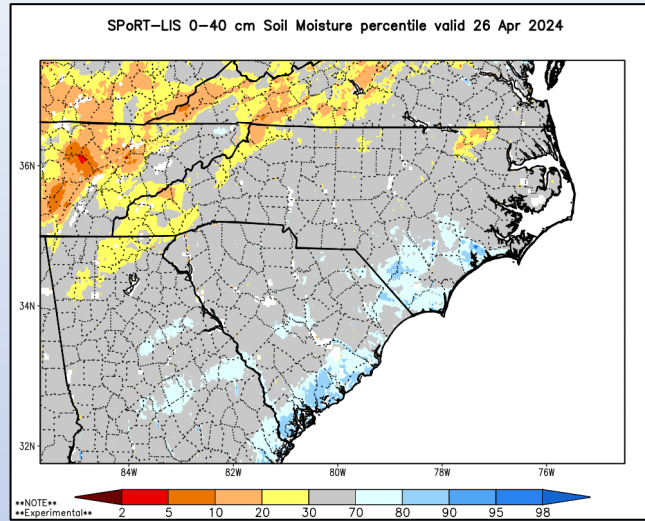 SPoRT-LIS 0-40 cm Soil Moisture percentile valid 26 Apr 2024
36N
34N
33N
32N
84W
82W
80W
78W
76W
**NOTE**
**Experimental**
2
5
10
20
30
70
80
90
95
98